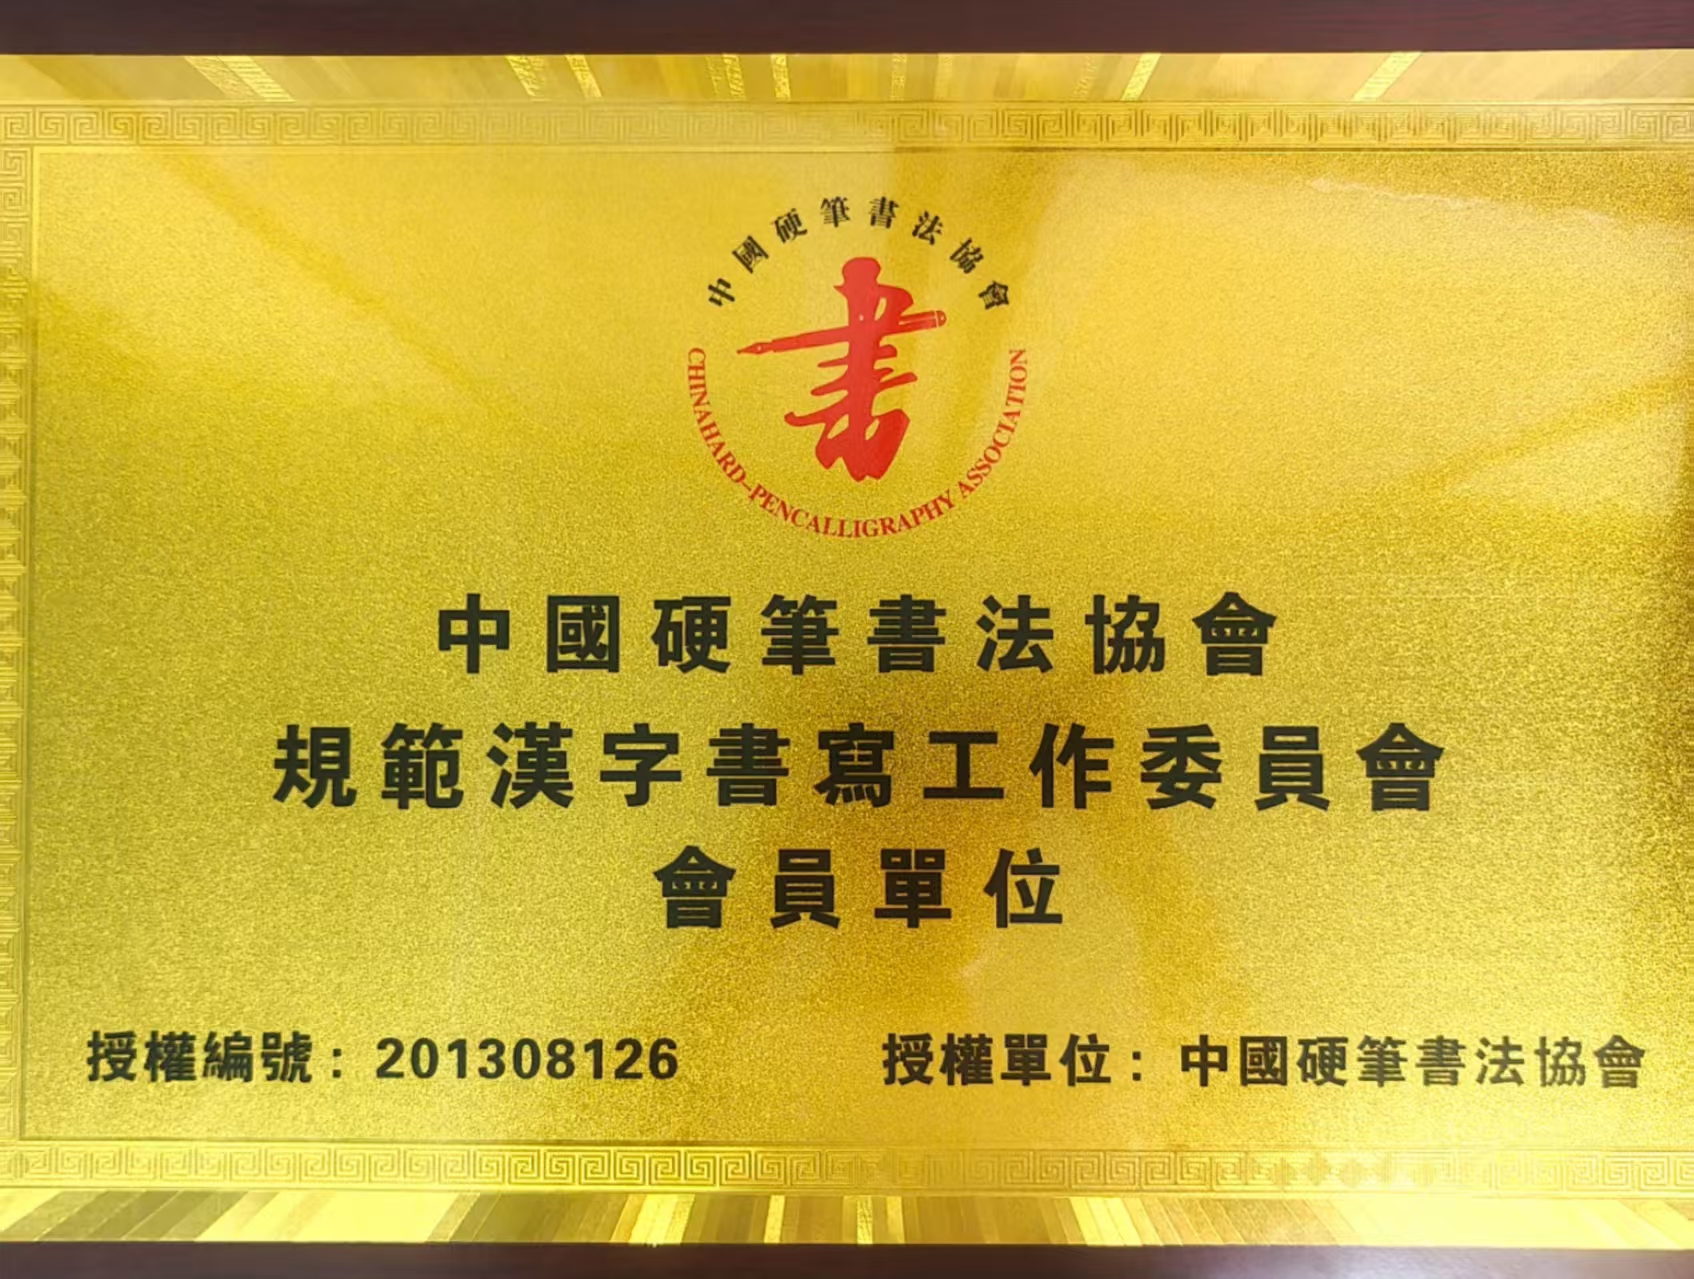 中國硬筆書法協會
書
CHINAHARD-PENCALLIGRAPHY ASSOCIATION
中國硬筆書法協會
規範漢字書寫工作委員會
會員單位
授權編號：201308126
授權單位：中國硬筆書法協會